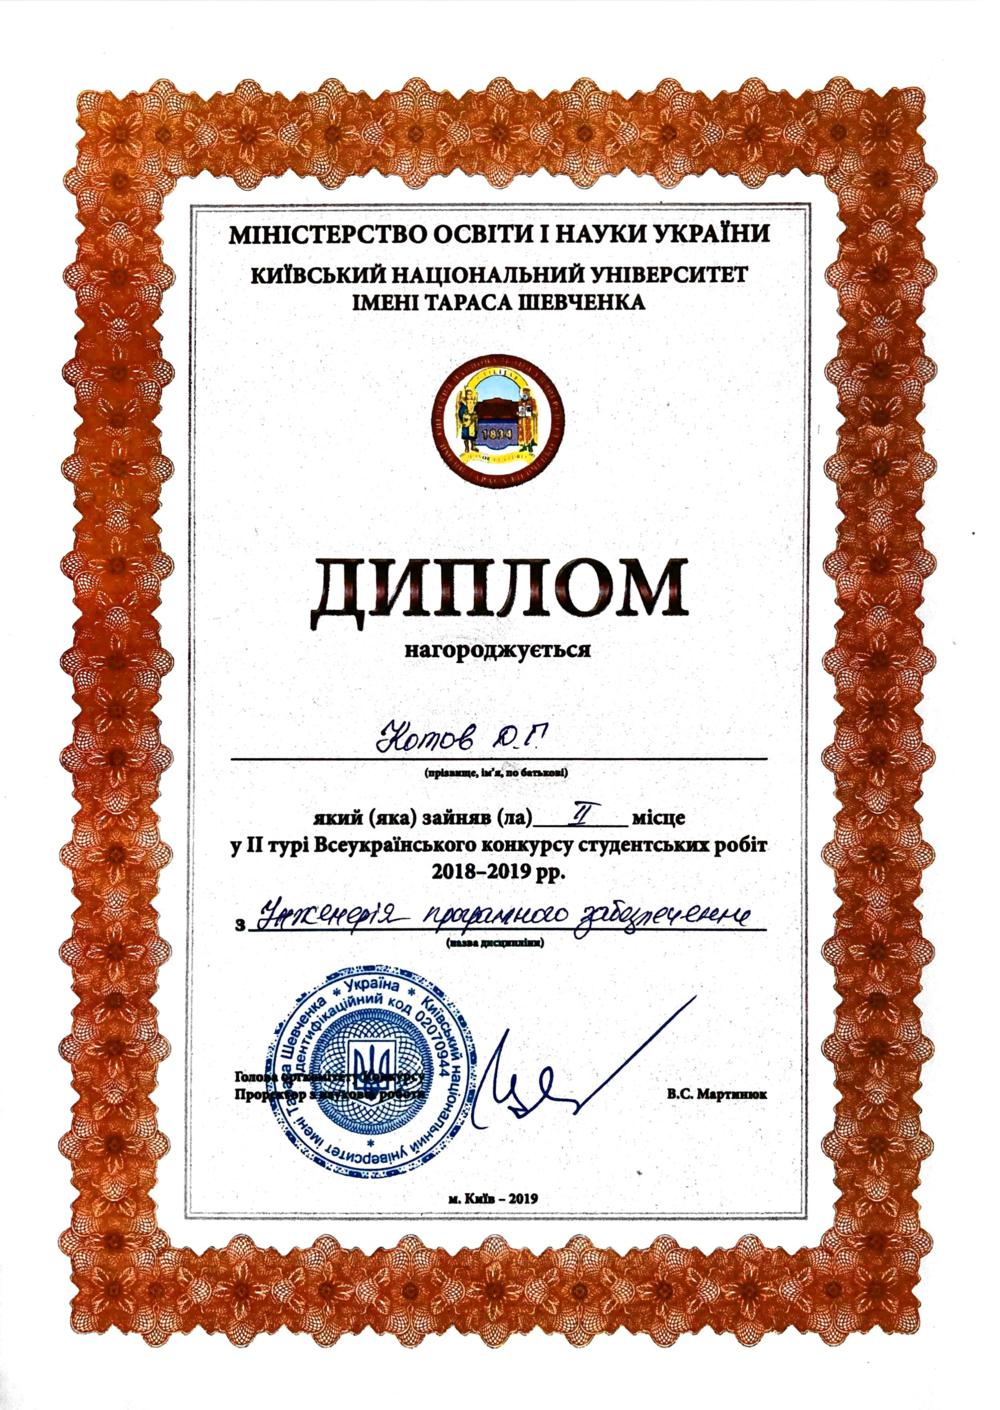 МІНІСТЕРСТВО ОСВІТИ І НАУКИ УКРАЇНИ
КИЇВСЬКИЙ НАЦІОНАЛЬНИЙ УНІВЕРСИТЕТ
ІМЕНІ ТАРАСА ШЕВЧЕНКА
1834
ДИПЛОМ
нагороджується
Котов Д.Г.
(прізвище, ім'я, по батькові)
який (яка) зайняв (ла) II місце
у ІІ турі Всеукраїнського конкурсу студентських робіт
2018–2019 рр.
з Інженерія програмного забезпечення
(назва дисципліни)
Україна * Київський національний університет імені Тараса Шевченка *
Ідентифікаційний код 02070944
Голова оргкомітету конкурсу
Проректор з наукової роботи В.С. Мартинюк
м. Київ – 2019